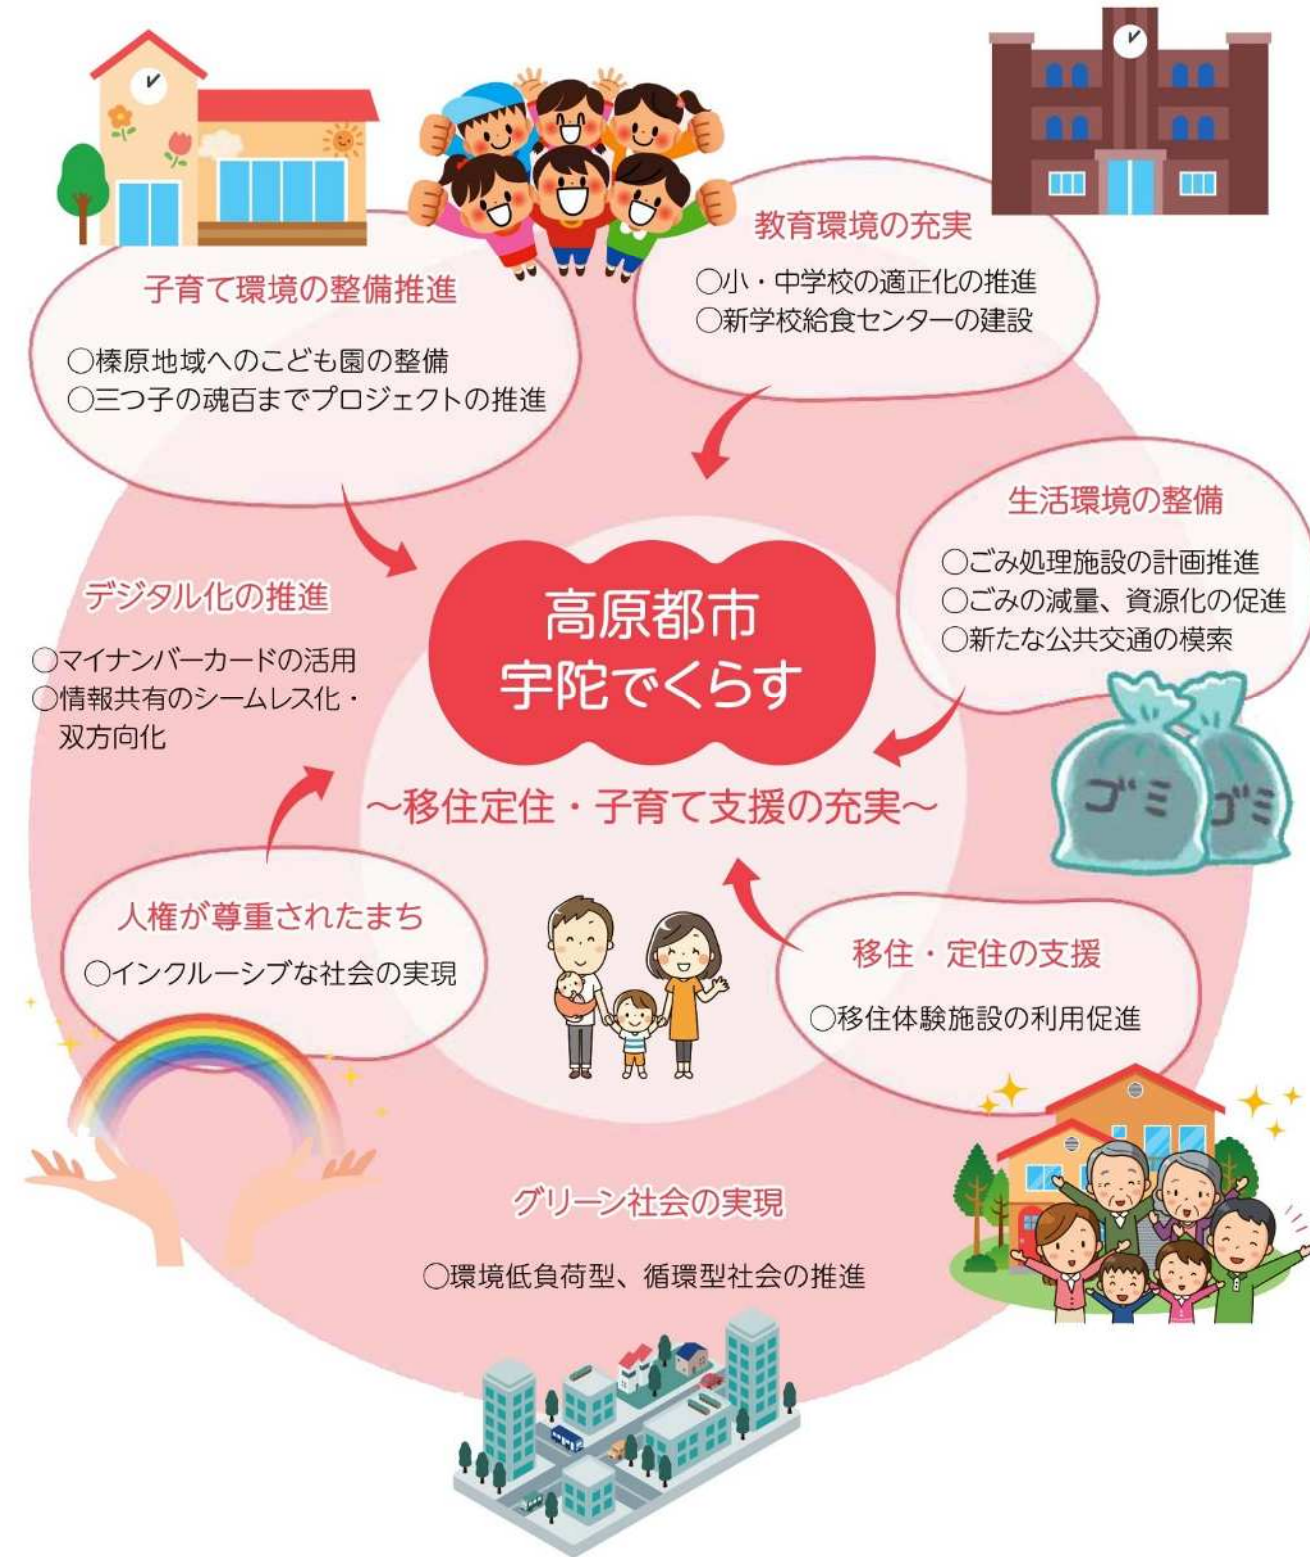 子育て環境の整備推進
○榛原地域へのこども園の整備
○三つ子の魂百までプロジェクトの推進
教育環境の充実
○小・中学校の適正化の推進
○新学校給食センターの建設
生活環境の整備
○ごみ処理施設の計画推進
○ごみの減量、資源化の促進
○新たな公共交通の模索
ゴミ
ゴミ
デジタル化の推進
○マイナンバーカードの活用
○情報共有のシームレス化・
双方向化
高原都市
宇陀でくらす
～移住定住・子育て支援の充実～
人権が尊重されたまち
○インクルーシブな社会の実現
移住・定住の支援
○移住体験施設の利用促進
グリーン社会の実現
○環境低負荷型、循環型社会の推進